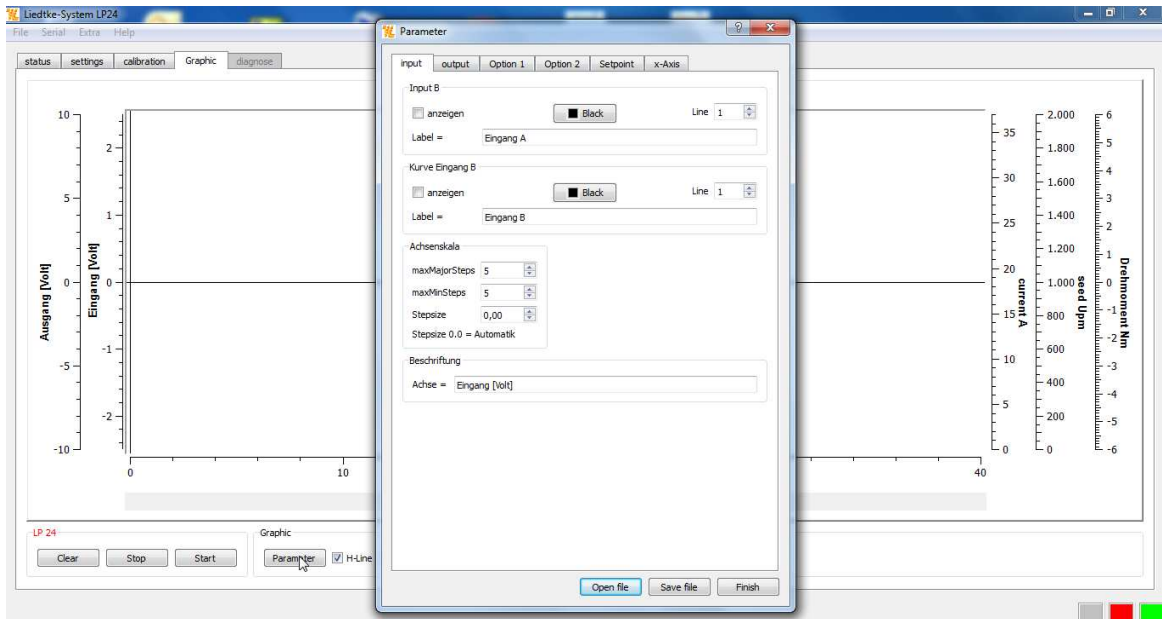 Liedtke-System LP24
File Serial Extra Help
status settings calibration Graphic diagnose
10
5
0
-5
-10
Ausgang [Volt]
2
1
0
-1
-2
Eingang [Volt]
0 10 40
35
30
25
20
15
10
5
0
current A
2.000
1.800
1.600
1.400
1.200
1.000
800
600
400
200
0
seed Upm
6
5
4
3
2
1
0
-1
-2
-3
-4
-5
-6
Drehmoment Nm
LP 24
Clear Stop Start
Graphic
Parameter H-Line
Parameter
input output Option 1 Option 2 Setpoint x-Axis
Input B
anzeigen Black Line 1
Label = Eingang A
Kurve Eingang B
anzeigen Black Line 1
Label = Eingang B
Achsenskala
maxMajorSteps 5
maxMinSteps 5
Stepsize 0,00
Stepsize 0.0 = Automatik
Beschriftung
Achse = Eingang [Volt]
Open file Save file Finish